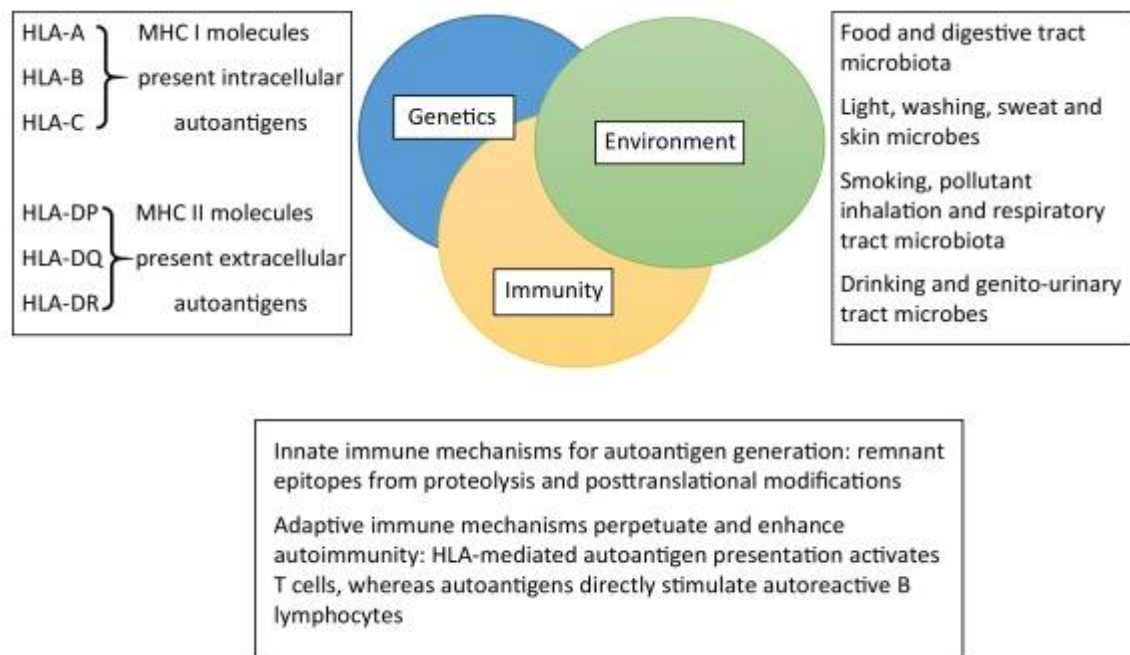 HLA-A MHC I molecules
HLA-B present intracellular
HLA-C autoantigens
HLA-DP MHC II molecules
HLA-DQ present extracellular
HLA-DR autoantigens
Genetics
Environment
Immunity
Food and digestive tract
microbiota
Light, washing, sweat and
skin microbes
Smoking, pollutant
inhalation and respiratory
tract microbiota
Drinking and genito-urinary
tract microbes
Innate immune mechanisms for autoantigen generation: remnant
epitopes from proteolysis and posttranslational modifications
Adaptive immune mechanisms perpetuate and enhance
autoimmunity: HLA-mediated autoantigen presentation activates
T cells, whereas autoantigens directly stimulate autoreactive B
lymphocytes